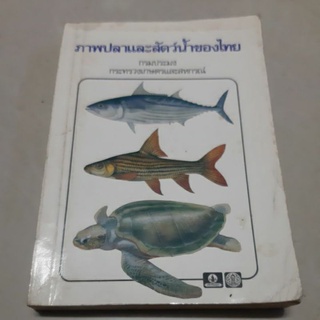 ภาพปลาและสัตว์น้ำของไทย
กรมประมง
กระทรวงเกษตรและสหกรณ์